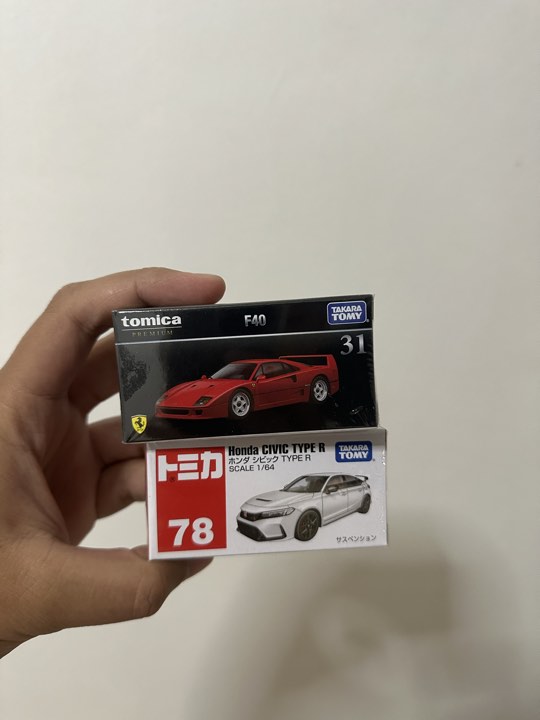 tomica
PREMIUM
F40
TAKARA
TOMY
31
トミカ
78
Honda CIVIC TYPE R
ホンダ シビック TYPE R
SCALE 1/64
TAKARA
TOMY
サスペンション